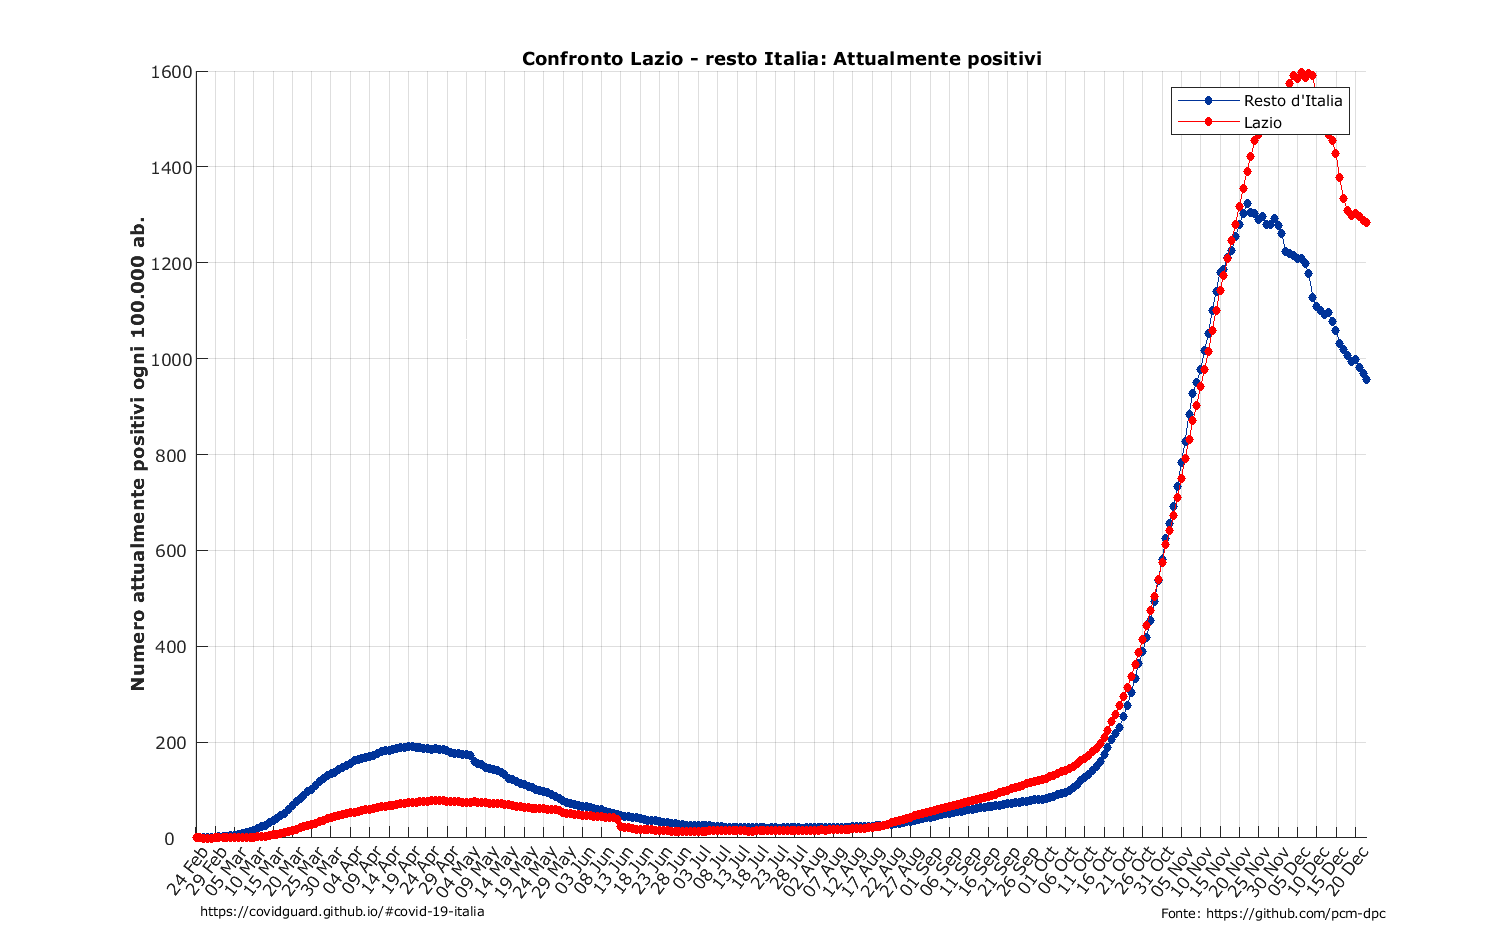 Confronto Lazio - resto Italia: Attualmente positivi
Numero attualmente positivi ogni 100.000 ab.
1600
1400
1200
1000
800
600
400
200
0
Resto d'Italia
Lazio
24 Feb
29 Feb
05 Mar
10 Mar
15 Mar
20 Mar
25 Mar
30 Mar
04 Apr
09 Apr
14 Apr
19 Apr
24 Apr
29 Apr
04 May
09 May
14 May
19 May
24 May
29 May
03 Jun
08 Jun
13 Jun
18 Jun
23 Jun
28 Jun
03 Jul
08 Jul
13 Jul
18 Jul
23 Jul
28 Jul
02 Aug
07 Aug
12 Aug
17 Aug
22 Aug
27 Aug
01 Sep
06 Sep
11 Sep
16 Sep
21 Sep
26 Sep
01 Oct
06 Oct
11 Oct
16 Oct
21 Oct
26 Oct
31 Oct
05 Nov
10 Nov
15 Nov
20 Nov
25 Nov
30 Nov
05 Dec
10 Dec
15 Dec
20 Dec
https://covidguard.github.io/#covid-19-italia
Fonte: https://github.com/pcm-dpc